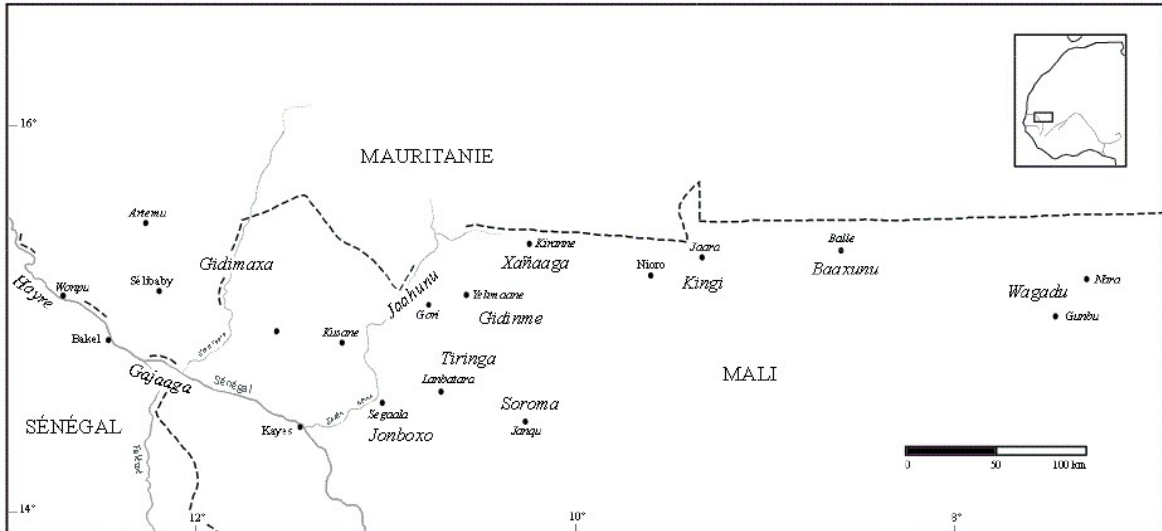 16°
MAURITANIE
Artemu
Gidimaxa
Kiranne
Xañaaga
Jaara
Nioro
Kingi
Balle
Baaxunu
Hayre
Wonpu
Sélibaby
Jaahunu
Yelimaane
Gori
Gidinme
Nara
Wagadu
Gunbu
Bakel
Kusane
Tiringa
Gajaaga
Sénégal
Lanbatara
MALI
SÉNÉGAL
Kayes
Segaala
Jonboxo
Soroma
Janqu
Falémé
0 50 100 km
14°
12°
10°
8°